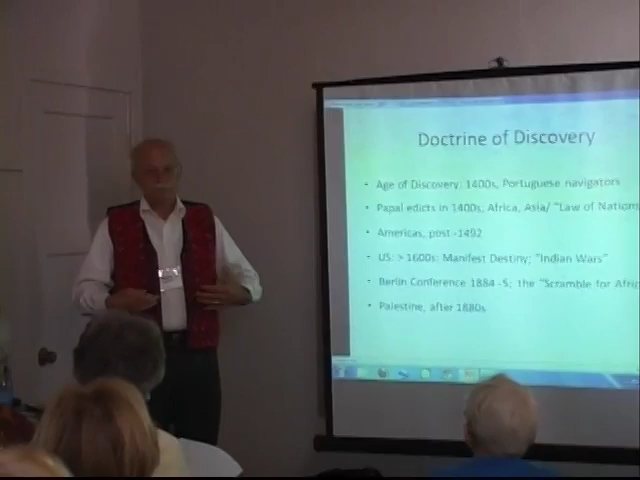 Doctrine of Discovery
• Age of Discovery/ 1400s, Portuguese navigators
• Papal edicts in 1400s; Africa, Asia/ "Law of Nations
• Americas, post -1492
• US: > 1600s: Manifest Destiny; "Indian Wars"
• Berlin Conference 1884 -5; the "Scramble for Afri
• Palestine, after 1880s